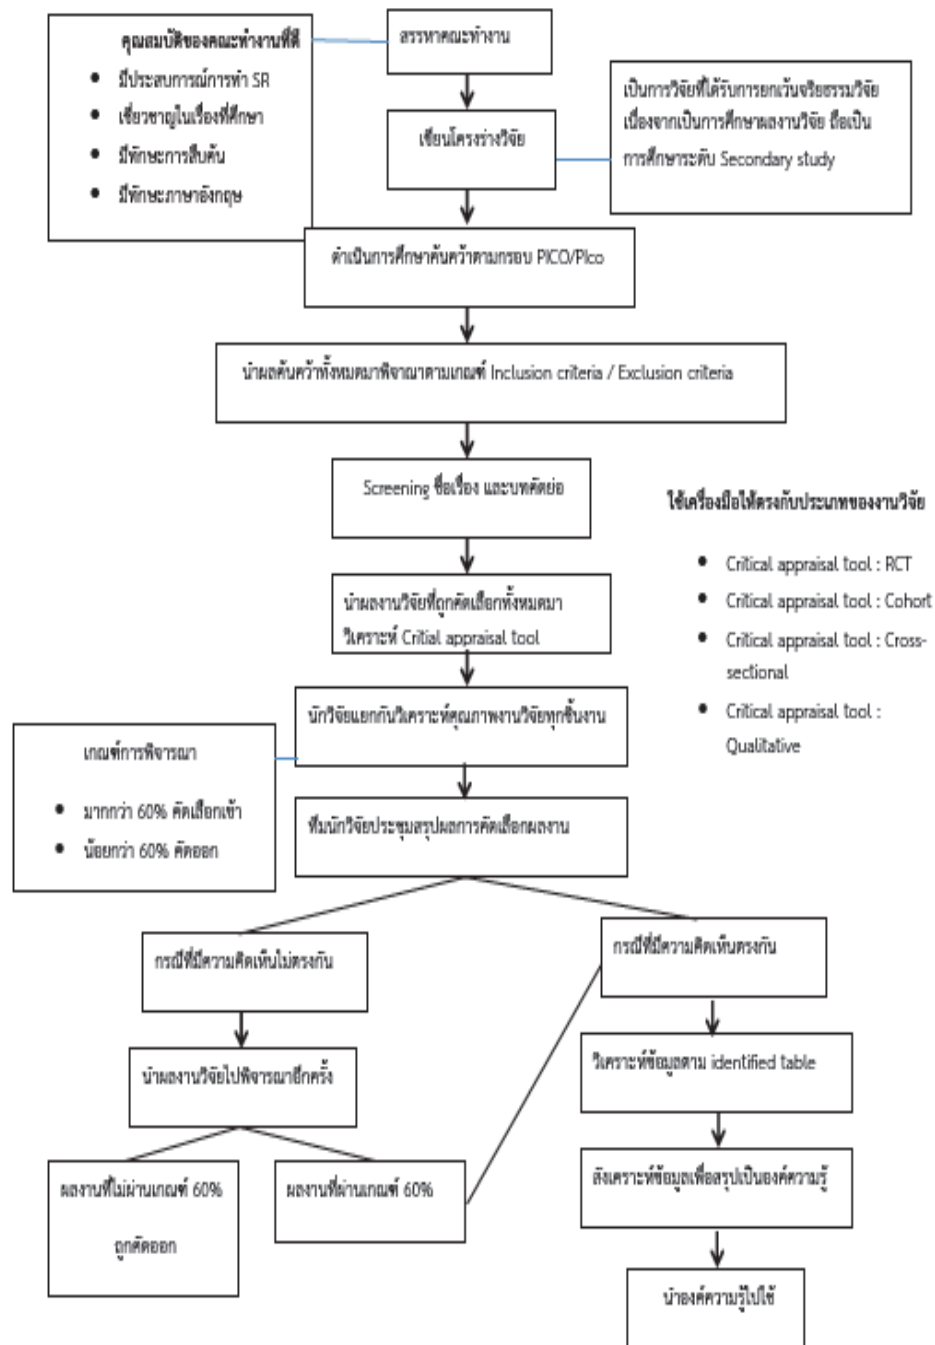 สรรหาคณะทำงาน
คุณสมบัติของคณะทำงานที่ดี
มีประสบการณ์การทำ SR
เชี่ยวชาญในเรื่องที่ศึกษา
มีทักษะการสืบค้น
มีทักษะภาษาอังกฤษ
เขียนโครงร่างวิจัย
เป็นการวิจัยที่ได้รับการยกเว้นจริยธรรมวิจัย
เนื่องจากเป็นการศึกษาผลงานวิจัย ถือเป็น
การศึกษาระดับ Secondary study
ดำเนินการศึกษาค้นคว้าตามกรอบ PICO/PIco
นำผลค้นคว้าทั้งหมดมาพิจาณาตามเกณฑ์ Inclusion criteria / Exclusion criteria
Screening ชื่อเรื่อง และบทคัดย่อ
นำผลงานวิจัยที่ถูกคัดเลือกทั้งหมดมา
วิเคราะห์ Critial appraisal tool
ใช้เครื่องมือให้ตรงกับประเภทของงานวิจัย
Critical appraisal tool : RCT
Critical appraisal tool : Cohort
Critical appraisal tool : Cross-
sectional
Critical appraisal tool :
Qualitative
นักวิจัยแยกกันวิเคราะห์คุณภาพงานวิจัยทุกชิ้นงาน
เกณฑ์การพิจารณา
มากกว่า 60% คัดเลือกเข้า
น้อยกว่า 60% คัดออก
ทีมนักวิจัยประชุมสรุปผลการคัดเลือกผลงาน
กรณีที่มีความคิดเห็นไม่ตรงกัน
นำผลงานวิจัยไปพิจารณาอีกครั้ง
ผลงานที่ไม่ผ่านเกณฑ์ 60%
ถูกคัดออก
ผลงานที่ผ่านเกณฑ์ 60%
กรณีที่มีความคิดเห็นตรงกัน
วิเคราะห์ข้อมูลตาม identified table
สังเคราะห์ข้อมูลเพื่อสรุปเป็นองค์ความรู้
นำองค์ความรู้ไปใช้